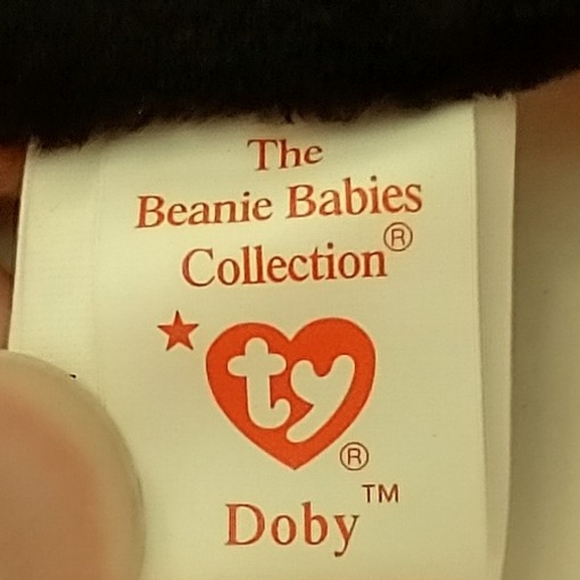 The
Beanie Babies
Collection®
★ ty®
Doby™